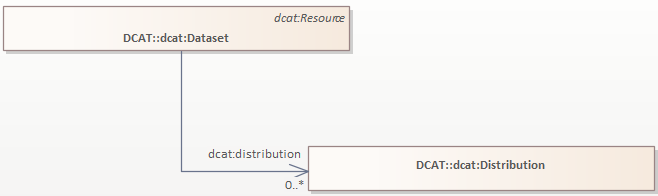 dcat:Resource
DCAT::dcat:Dataset
dcat:distribution
0..*
DCAT::dcat:Distribution